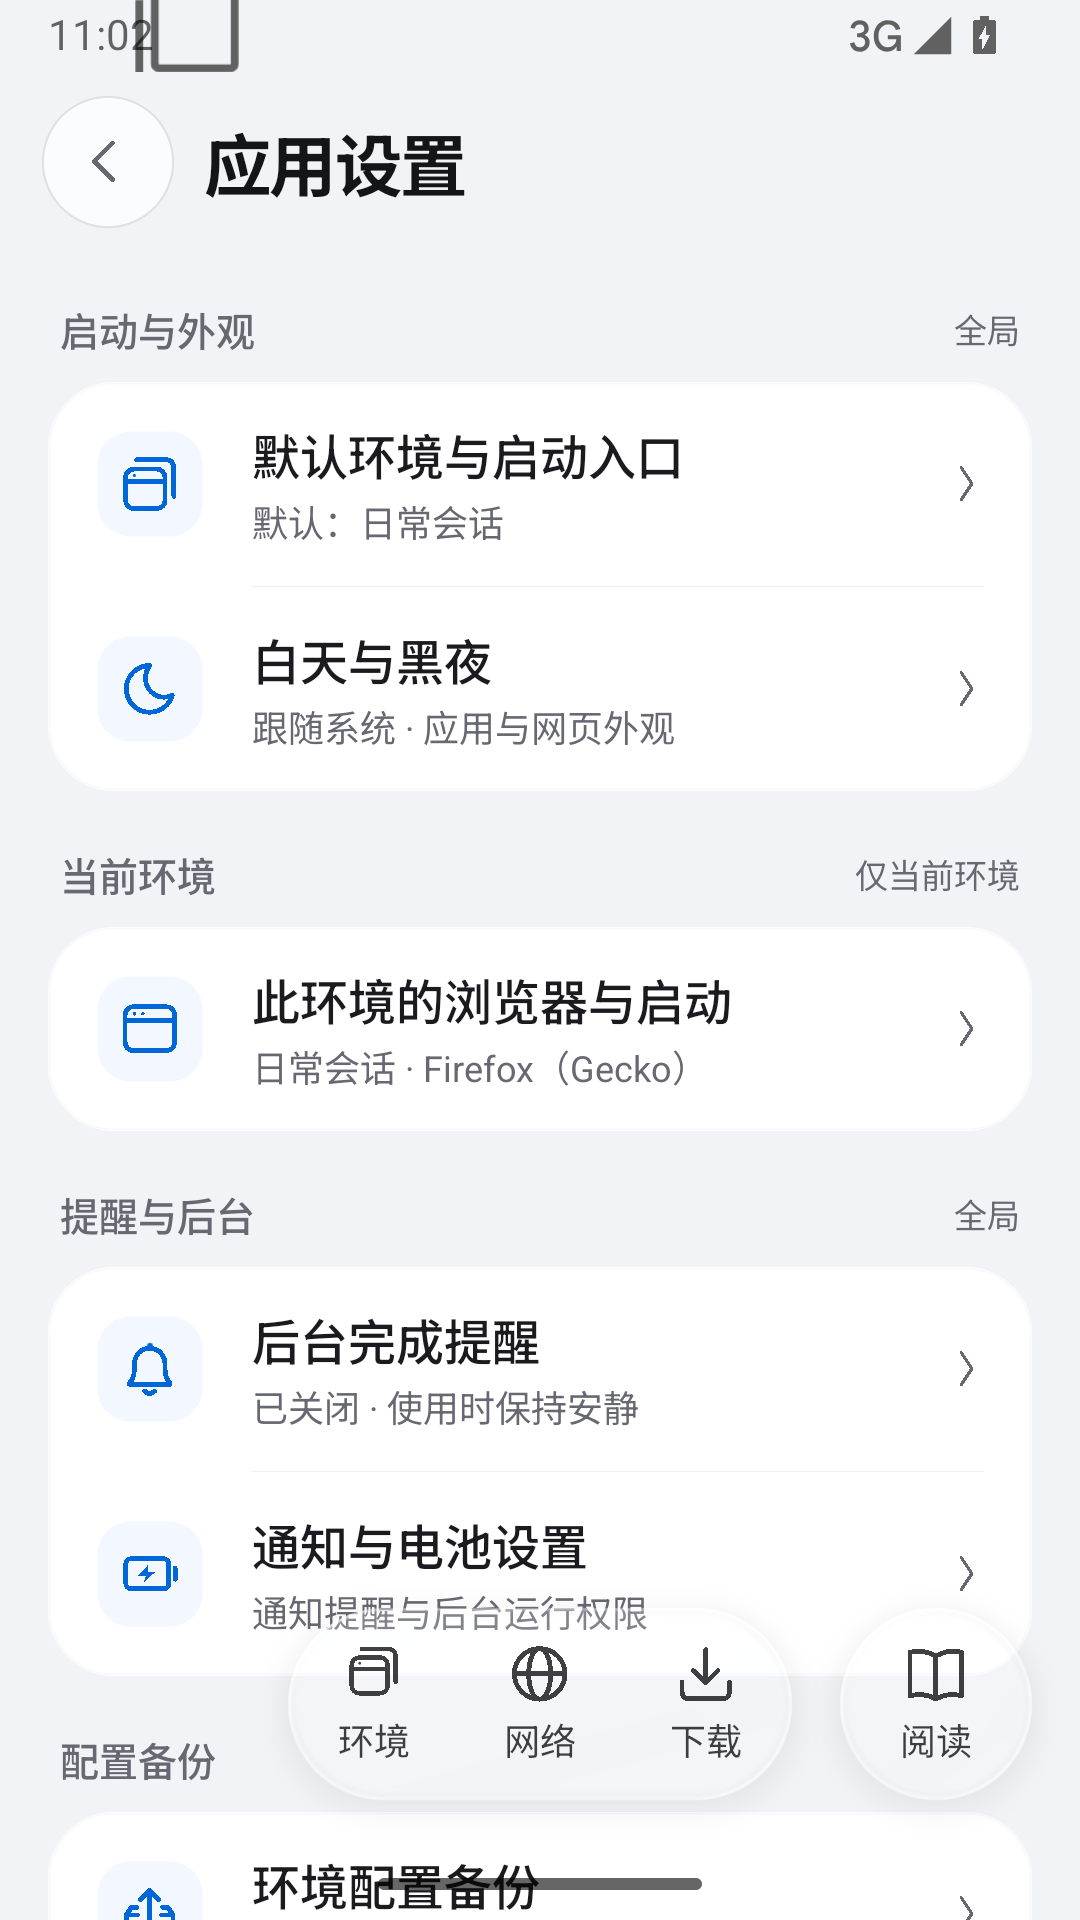 11:02
3G
应用设置
启动与外观
全局
默认环境与启动入口
默认：日常会话
白天与黑夜
跟随系统 · 应用与网页外观
当前环境
仅当前环境
此环境的浏览器与启动
日常会话 · Firefox（Gecko）
提醒与后台
全局
后台完成提醒
已关闭 · 使用时保持安静
通知与电池设置
通知提醒与后台运行权限
环境
网络
下载
阅读
配置备份
环境配置备份